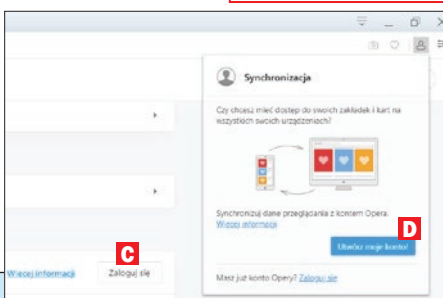 Synchronizacja
Czy chcesz mieć dostęp do swoich zakładek i kart na
wszystkich swoich urządzeniach?
Synchronizuj dane przeglądania z kontem Opera.
Więcej informacji
D
Utwórz moje konto!
Masz już konto Opery? Zaloguj się
C
Więcej informacji
Zaloguj się